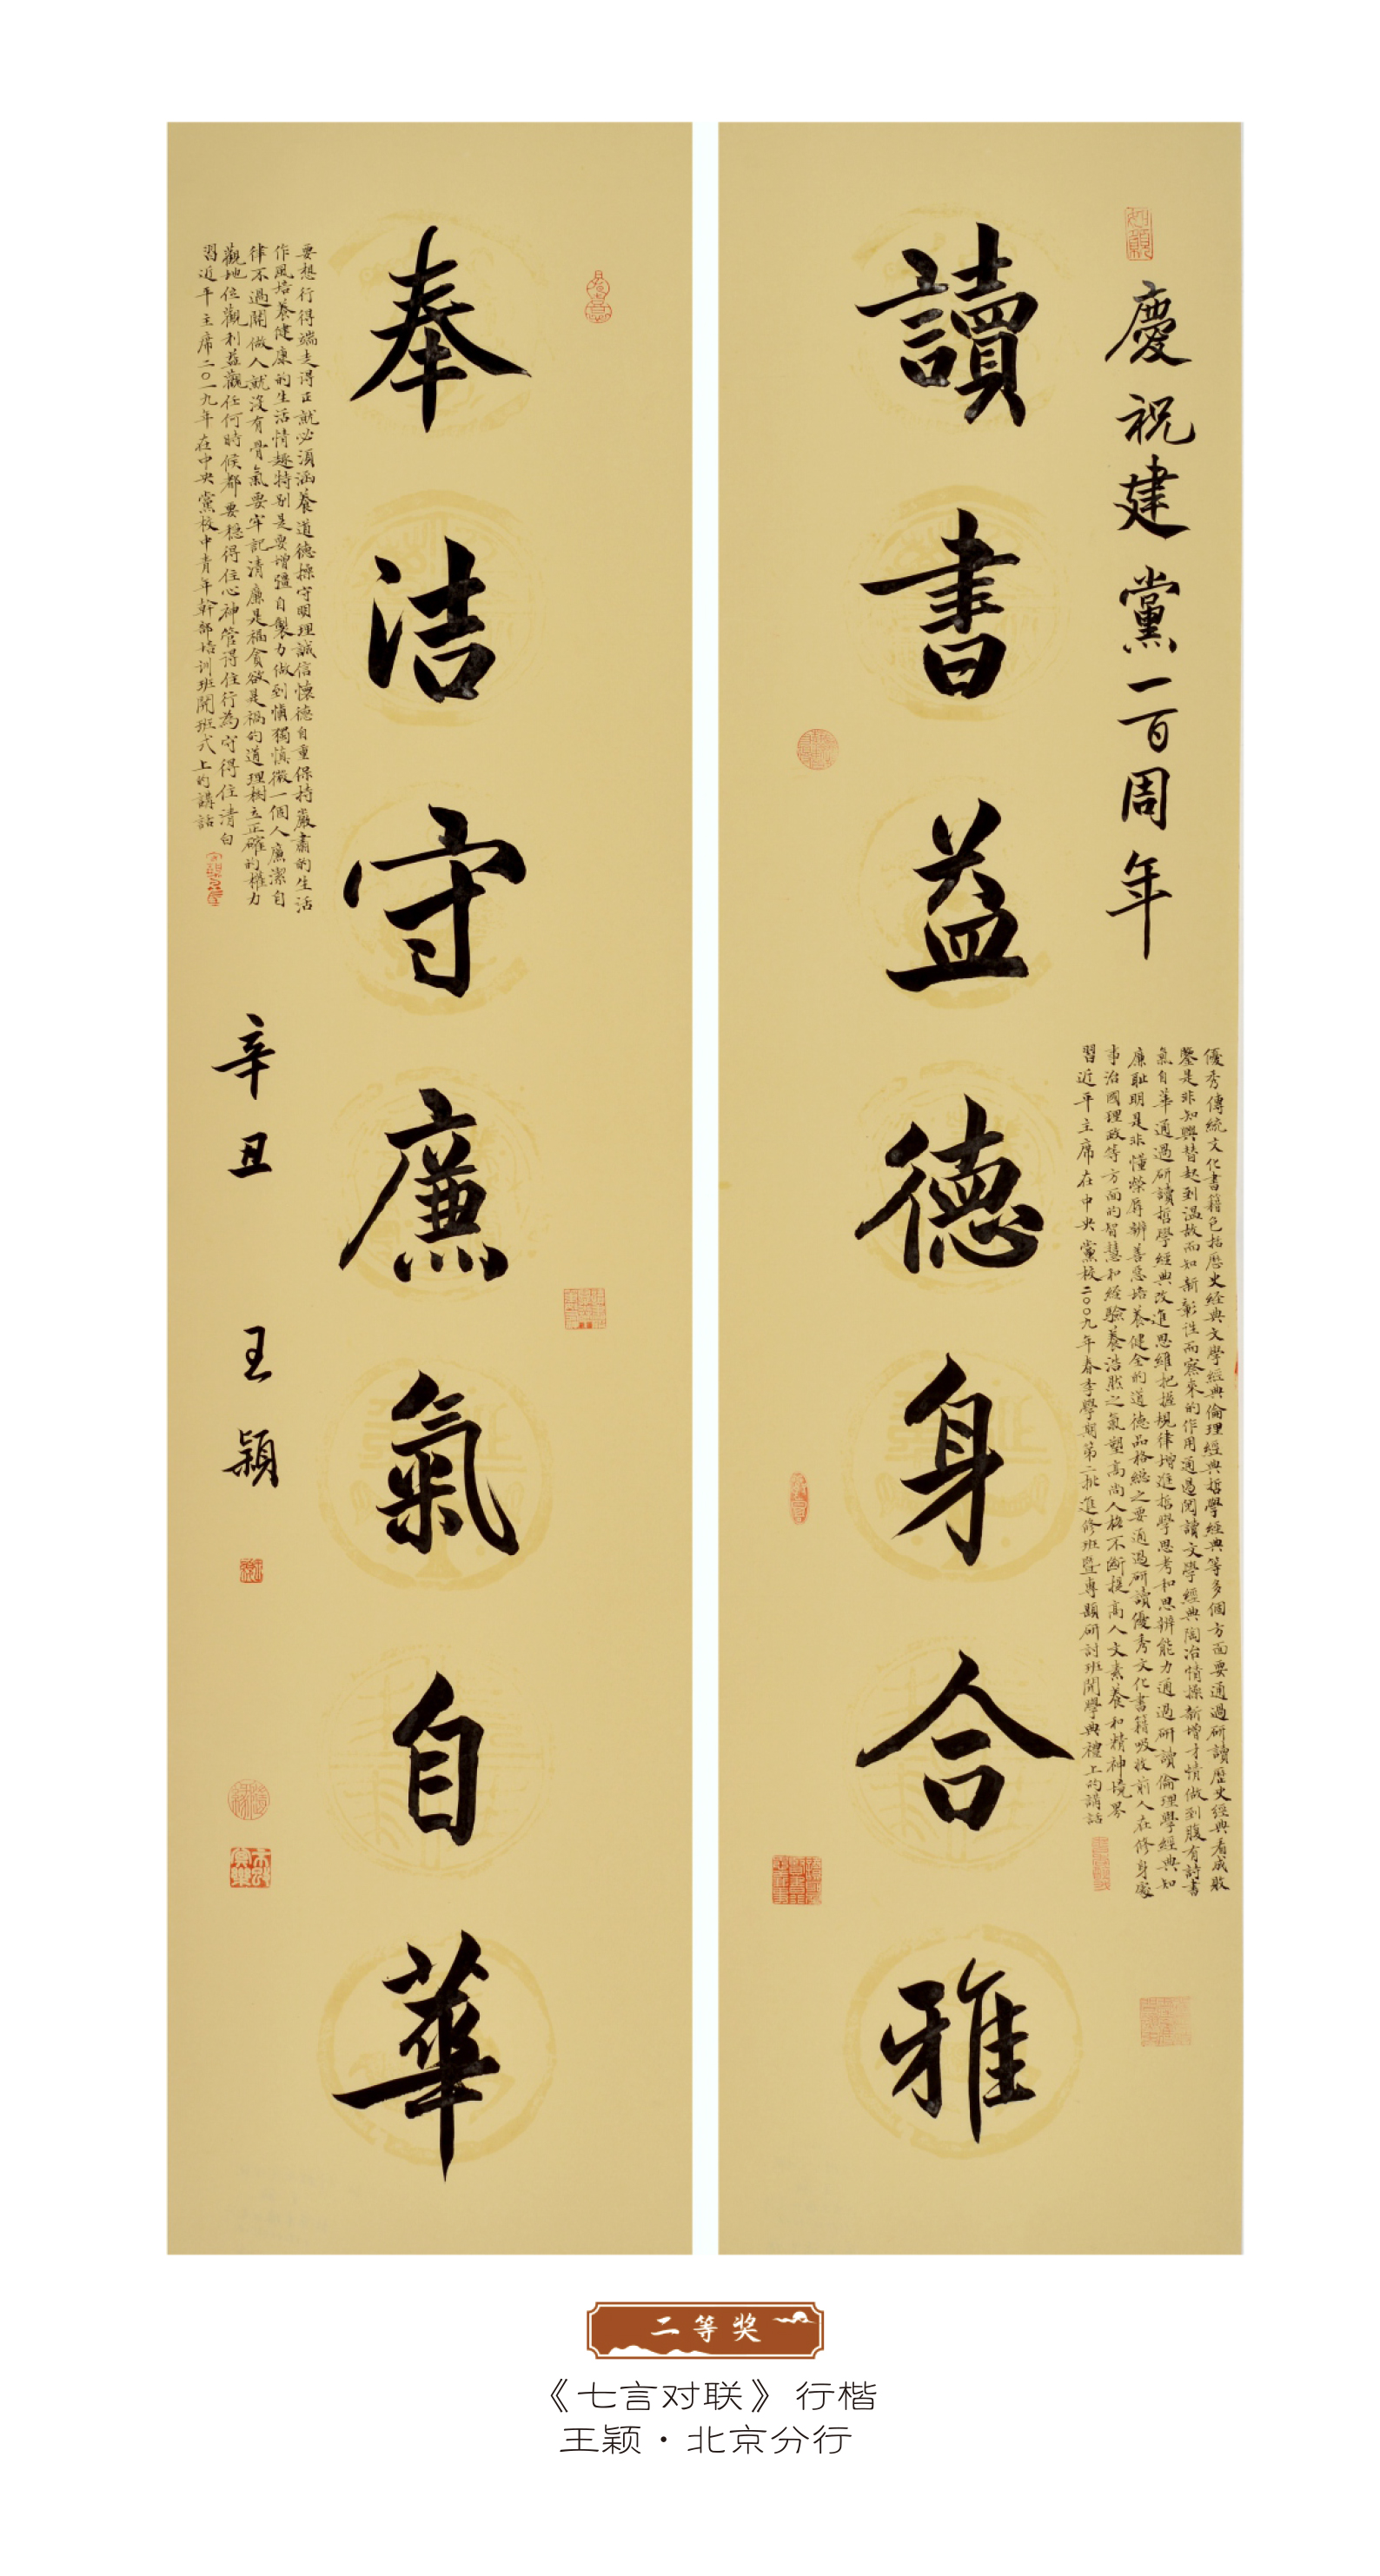 慶祝建黨一百周年
讀書益德身合雅
優秀傳統文化書籍包括歷史經典文學經典倫理經典哲學經典等多個方面要通過研讀歷史經典看成敗
鑒是非知興替起到溫故而知新彰往而察來的作用通過閱讀文學經典陶冶情操新增才情做到腹有詩書
氣自華通過研讀哲學經典改進思維把握規律增進哲學思考和思辨能力通過研讀倫理學經典知
廉耻明是非懂榮辱辨善惡培養健全的道德品格總之要通過研讀優秀文化書籍吸收前人在修身處
事治國理政等方面的智慧和經驗養浩然之氣塑高尚人格不斷提高人文素養和精神境界
習近平主席在中央黨校二〇〇九年春季學期第二批進修班暨專題研討班開學典禮上的講話
奉洁守廉氣自華
要想行得端走得正就必須涵養道德操守明理誠信懷德自重保持嚴肅的生活
作風培養健康的生活情趣特别是要增强自製力做到慎獨慎微一個人廉潔自
律不過關做人就没有骨氣要牢記清廉是福貪欲是禍的道理樹立正確的權力
觀地位觀利益觀任何時候都要穩得住心神管得住行為守得住清白
習近平主席二〇一九年在中央黨校中青年幹部培训班開班式上的講話
辛丑 王颖
二等奖
《七言对联》行楷
王颖·北京分行